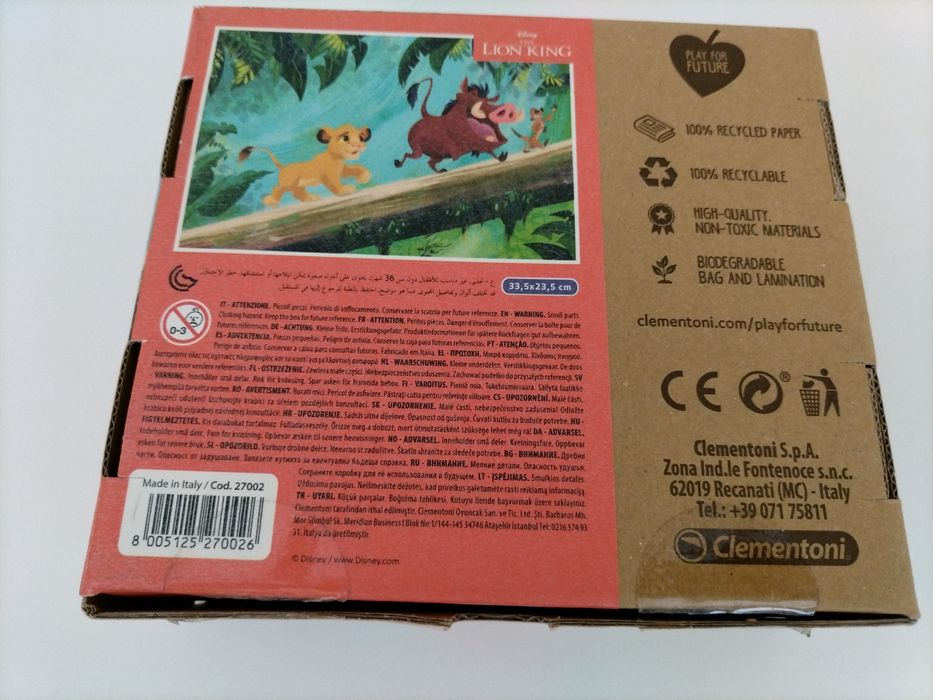 Disney
THE
LION KING
PLAY FOR
FUTURE
100% RECYCLED PAPER
100% RECYCLABLE
HIGH-QUALITY.
NON-TOXIC MATERIALS
BIODEGRADABLE
BAG AND LAMINATION
clementoni.com/playforfuture
CE
Clementoni S.p.A.
Zona Ind.le Fontenoce s.n.c.
62019 Recanati (MC) - Italy
Tel.: +39 071 75811
Clementoni
33,5x23,5 cm
0-3
IT - ATTENZIONE. Piccoli pezzi. Pericolo di soffocamento. Conservare la scatola per future referenze. EN - WARNING. Small parts.
Choking hazard. Keep the box for future reference. FR - ATTENTION. Petites pièces. Danger d'étouffement. Conserver la boîte pour de
futures références. DE - ACHTUNG. Kleine Teile. Erstickungsgefahr. Produktinformationen für spätere Rückfragen gut aufbewahren.
ES - ADVERTENCIA. Piezas pequeñas. Peligro de asfixia. Conserve la caja para futuras referencias. PT - ATENÇÃO. Objetos pequenos.
Perigo de asfixia. Conservar a caixa para consultas futuras. Fabricado em Itália. EL - ΠΡΟΣΟΧΗ. Μικρά κομμάτια. Κίνδυνος πνιγμού.
NL - WAARSCHUWING. Kleine onderdelen. Verstikkingsgevaar. De doos
bewaren voor verdere referenties. PL - OSTRZEŻENIE. Zawiera małe części. Niebezpieczeństwo uduszenia. Zachować pudełko do przyszłych referencji. SV
- VARNING. Innehåller små delar. Risk för kvävning. Spar asken för framtida behov. FI - VAROITUS. Pieniä osia. Tukehtumisvaara. Säilytä laatikko
myöhempää tarvetta varten. RO - AVERTISMENT. Bucati mici. Pericol de asfixiere. Păstrați cutia pentru referințe viitoare. CS - UPOZORNĚNÍ. Malé části,
nebezpečí udušení! Uschovejte krabici za účelem pozdějších konzultací. SK - UPOZORNENIE. Malé časti, nebezpečenstvo zadusenia! Odložte
krabicu kvôli prípadnej následnej konzultácii. HR - UPOZORENJE. Sadrži sitne dijelove. Opasnost od gušenja. Čuvati kutiju za buduće potrebe. HU -
FIGYELMEZTETÉS. Kis darabokat tartalmaz. Fulladásveszély. Őrizze meg a dobozt, mert útmutatásként szüksége lehet még rá! DA - ADVARSEL.
Indeholder små dele. Fare for kvælning. Opbevar æsken til senere henvisninger. NO - ADVARSEL. Inneholder små deler. Kvelningsfare. Oppbevar
esken for senere bruk. SL - OPOZORILO. Vsebuje drobne delce. Nevarno st zadušitve. Škatlo shranite za sledeče potrebe. BG - ВНИМАНИЕ. Дребни
части. Опасност от задушаване. Запазете кутията за евентуална бъдеща справка. RU - ВНИМАНИЕ. Мелкие детали. Опасность удушья.
Сохраните коробку для её использования в будущем. LT - ĮSPĖJIMAS. Smulkios detalės.
Uždusimo pavojus. Neišmeskite dėžutės, kad prireikus galėtumėte rasti reikiamą informaciją.
TR - UYARI. Küçük parçalar. Boğulma tehlikesi. Kutuyu ileride başvurmak üzere saklayınız.
Clementoni tarafından ithal edilmiştir. Clementoni Oyuncak San. ve Tic. Ltd. Şti. Barbaros Mh.
Mor Sümbül Sk. Meridian Business I Blok No:1/144-145 34746 Ataşehir İstanbul Tel: 0216 574 93
31. İtalya'da üretilmiştir.
Made in Italy / Cod. 27002
8 005125 270026
© Disney / www.Disney.com